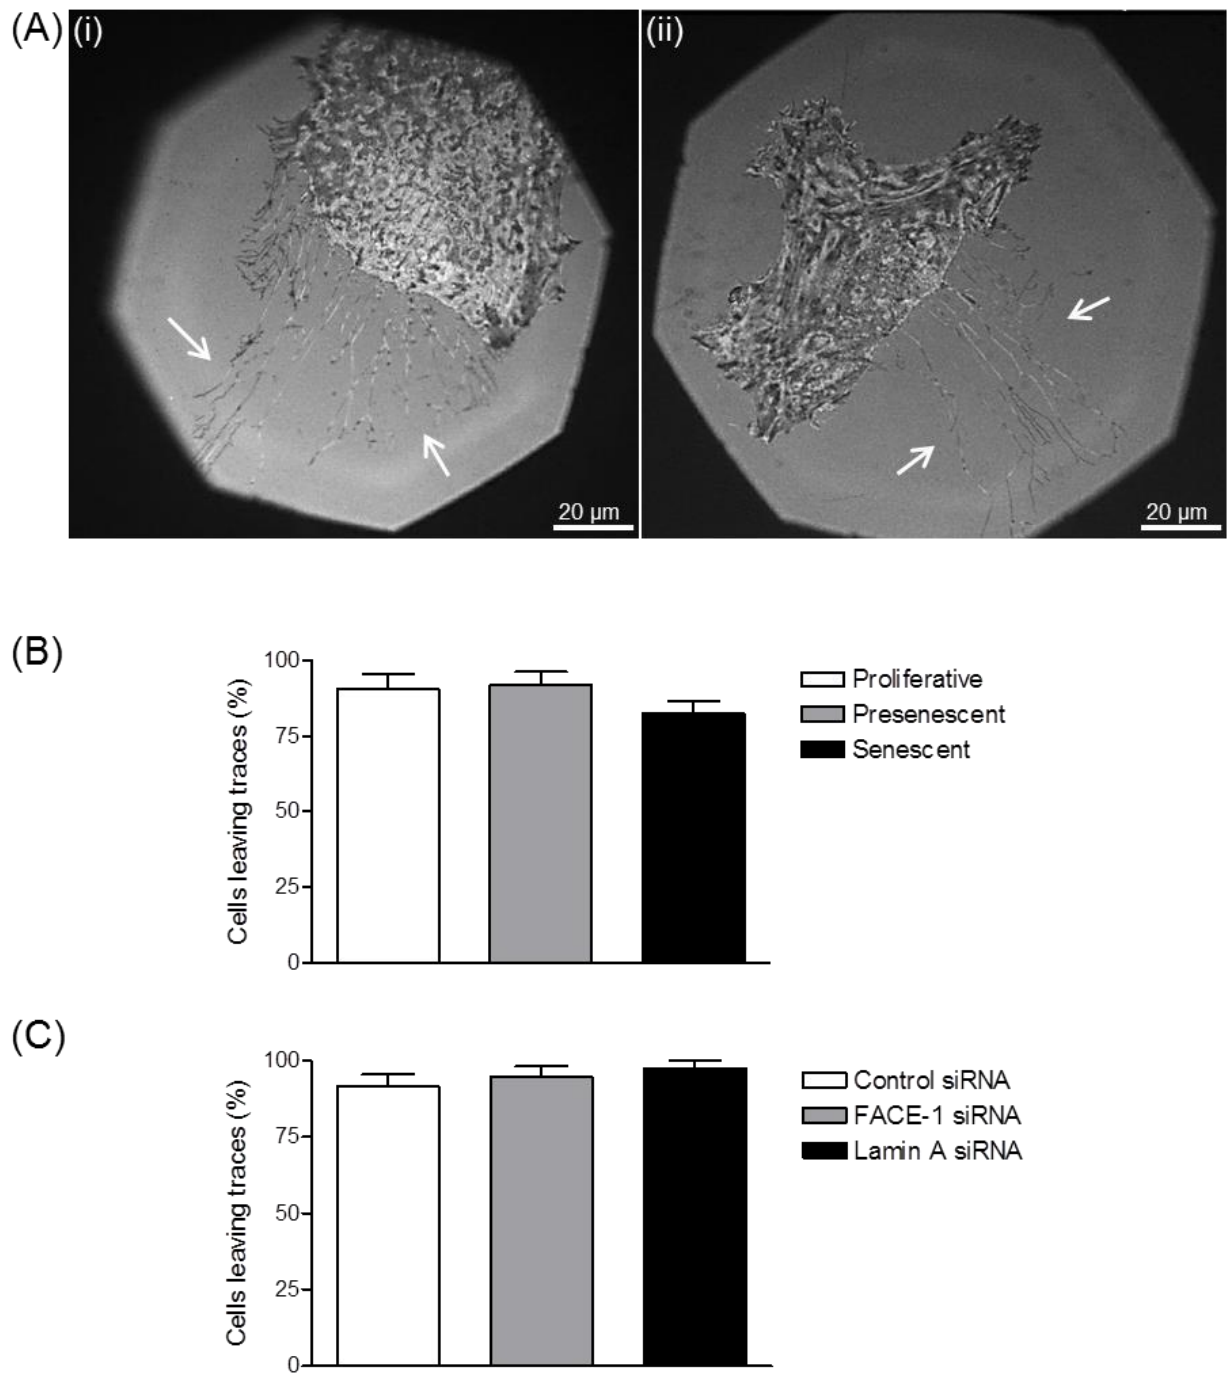 (A)
(i)
(ii)
20 µm
20 µm
(B)
Cells leaving traces (%)
100
75
50
25
0
Proliferative
Presenescent
Senescent
(C)
Cells leaving traces (%)
100
75
50
25
0
Control siRNA
FACE-1 siRNA
Lamin A siRNA